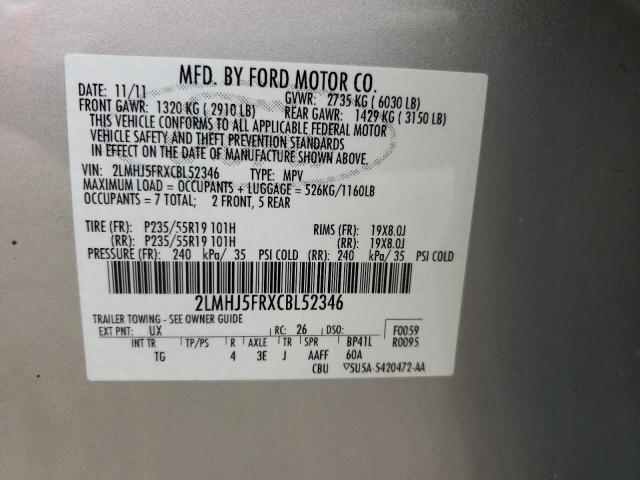 MFD. BY FORD MOTOR CO.
DATE: 11/11 GVWR: 2735 KG ( 6030 LB)
FRONT GAWR: 1320 KG ( 2910 LB) REAR GAWR: 1429 KG ( 3150 LB)
THIS VEHICLE CONFORMS TO ALL APPLICABLE FEDERAL MOTOR
VEHICLE SAFETY AND THEFT PREVENTION STANDARDS
IN EFFECT ON THE DATE OF MANUFACTURE SHOWN ABOVE.
VIN: 2LMHJ5FRXCBL52346 TYPE: MPV
MAXIMUM LOAD = OCCUPANTS + LUGGAGE = 526KG/1160LB
OCCUPANTS = 7 TOTAL; 2 FRONT, 5 REAR
TIRE (FR): P235/55R19 101H RIMS (FR): 19X8.0J
(RR): P235/55R19 101H (RR): 19X8.0J
PRESSURE (FR): 240 kPa/ 35 PSI COLD (RR): 240 kPa/ 35 PSI COLD
2LMHJ5FRXCBL52346
TRAILER TOWING - SEE OWNER GUIDE
EXT PNT: UX RC: 26 DSO: F0059
INT TR TP/PS R AXLE TR SPR BP41L R0095
TG 4 3E J AAFF 60A
CBU ▽5U5A-5420472-AA